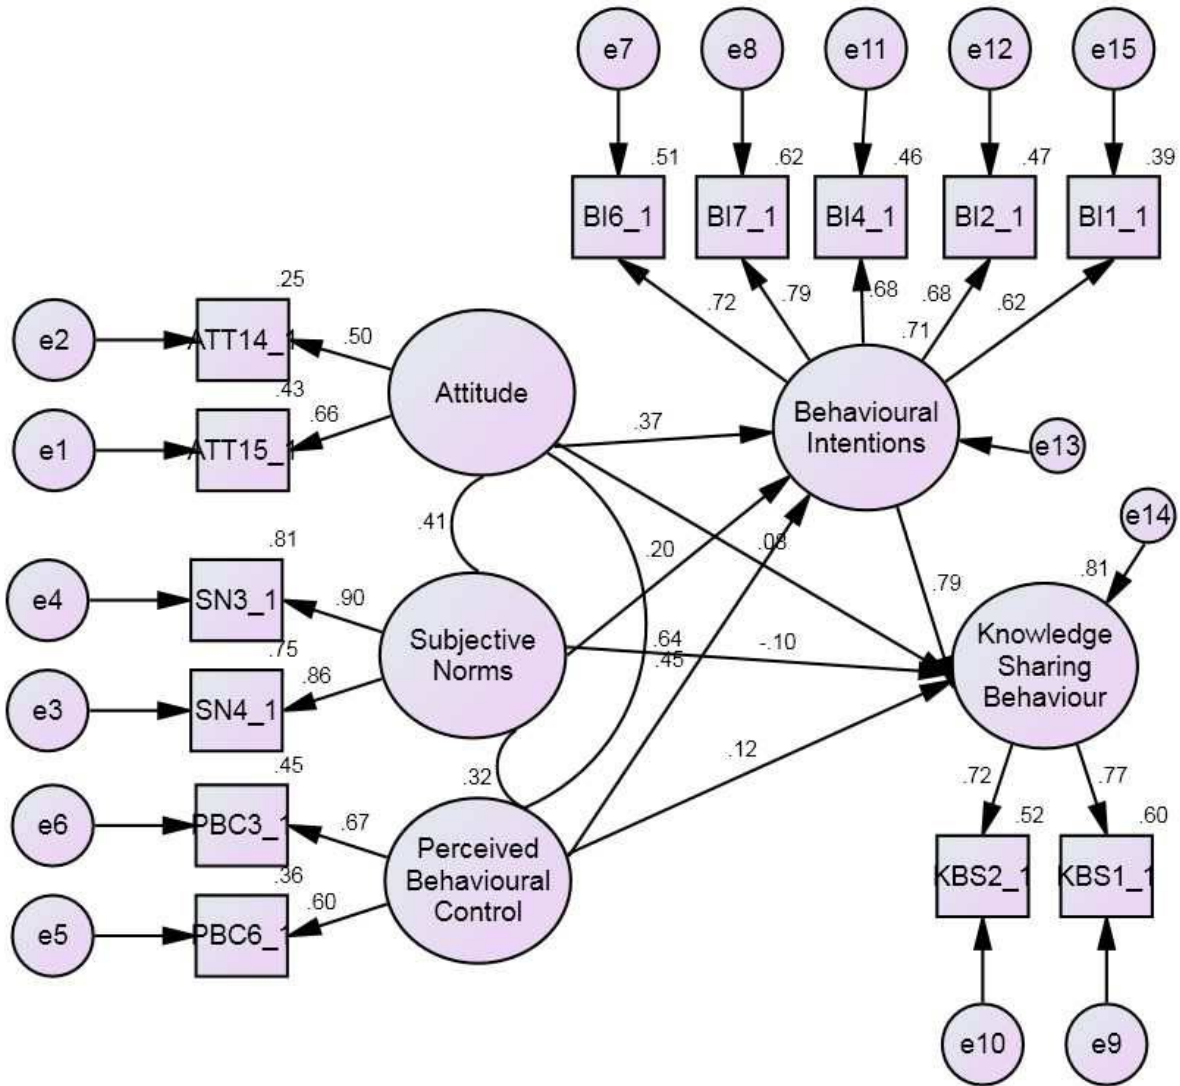 e7 e8 e11 e12 e15
.51 .62 .46 .47 .39
BI6_1 BI7_1 BI4_1 BI2_1 BI1_1
.72 .79 .68 .68 .62
.71
.25
e2 ATT14_1 .50
.43
e1 ATT15_1 .66
Attitude
Behavioural
Intentions
.37
e13
.41
.20
.08
e14
.81
e4 SN3_1 .90
.75
e3 SN4_1 .86
Subjective
Norms
.64
.45
-.10
.79
.81
Knowledge
Sharing
Behaviour
.32
.12
.45
e6 PBC3_1 .67
.36
e5 PBC6_1 .60
Perceived
Behavioural
Control
.72 .77
.52 .60
KBS2_1 KBS1_1
e10 e9